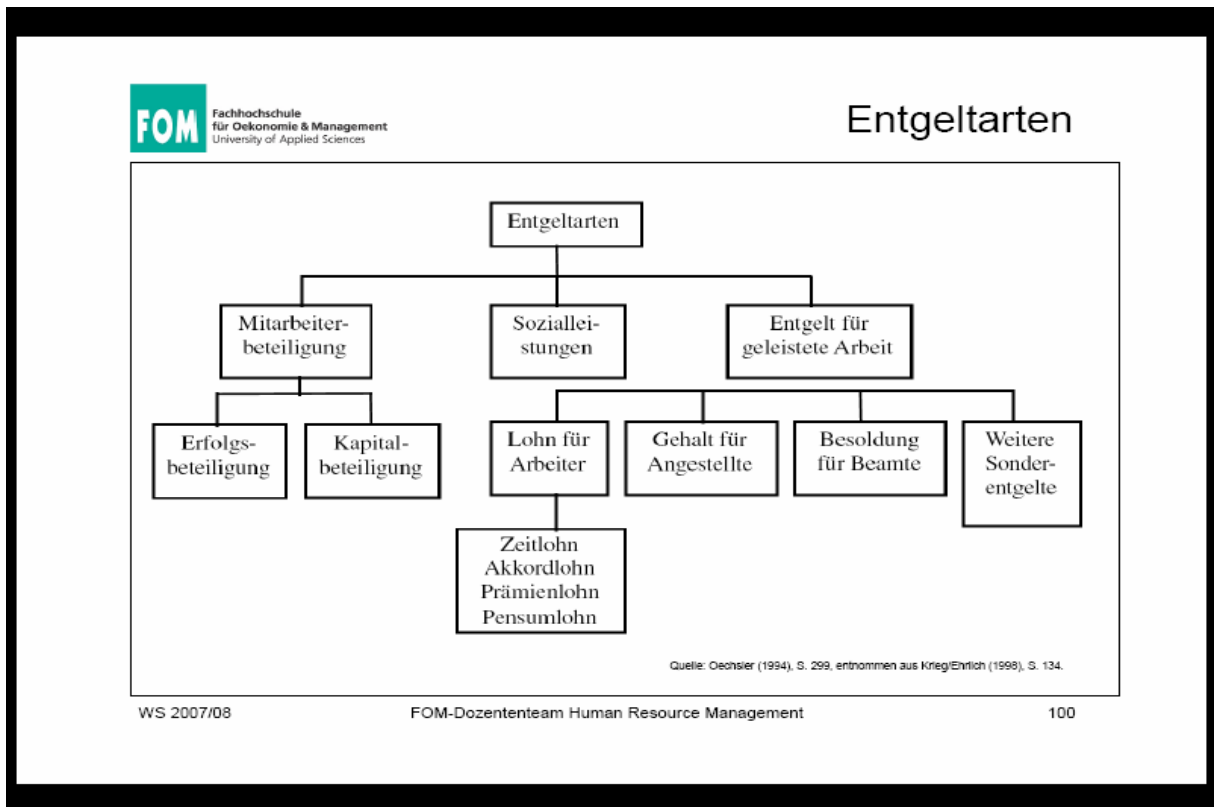 FOM
Fachhochschule
für Oekonomie & Management
University of Applied Sciences
Entgeltarten
Entgeltarten
Mitarbeiter-
beteiligung
Soziallei-
stungen
Entgelt für
geleistete Arbeit
Erfolgs-
beteiligung
Kapital-
beteiligung
Lohn für
Arbeiter
Gehalt für
Angestellte
Besoldung
für Beamte
Weitere
Sonder-
entgelte
Zeitlohn
Akkordlohn
Prämienlohn
Pensumlohn
Quelle: Oechsler (1994), S. 299, entnommen aus Krieg/Ehrlich (1998), S. 134.
WS 2007/08
FOM-Dozententeam Human Resource Management
100